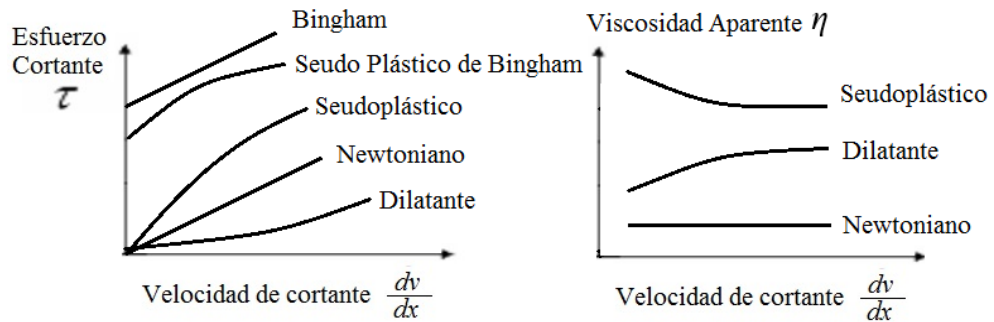 Esfuerzo
Cortante
τ
Bingham
Seudo Plástico de Bingham
Seudoplástico
Newtoniano
Dilatante
Velocidad de cortante dv/dx
Viscosidad Aparente η
Seudoplástico
Dilatante
Newtoniano
Velocidad de cortante dv/dx